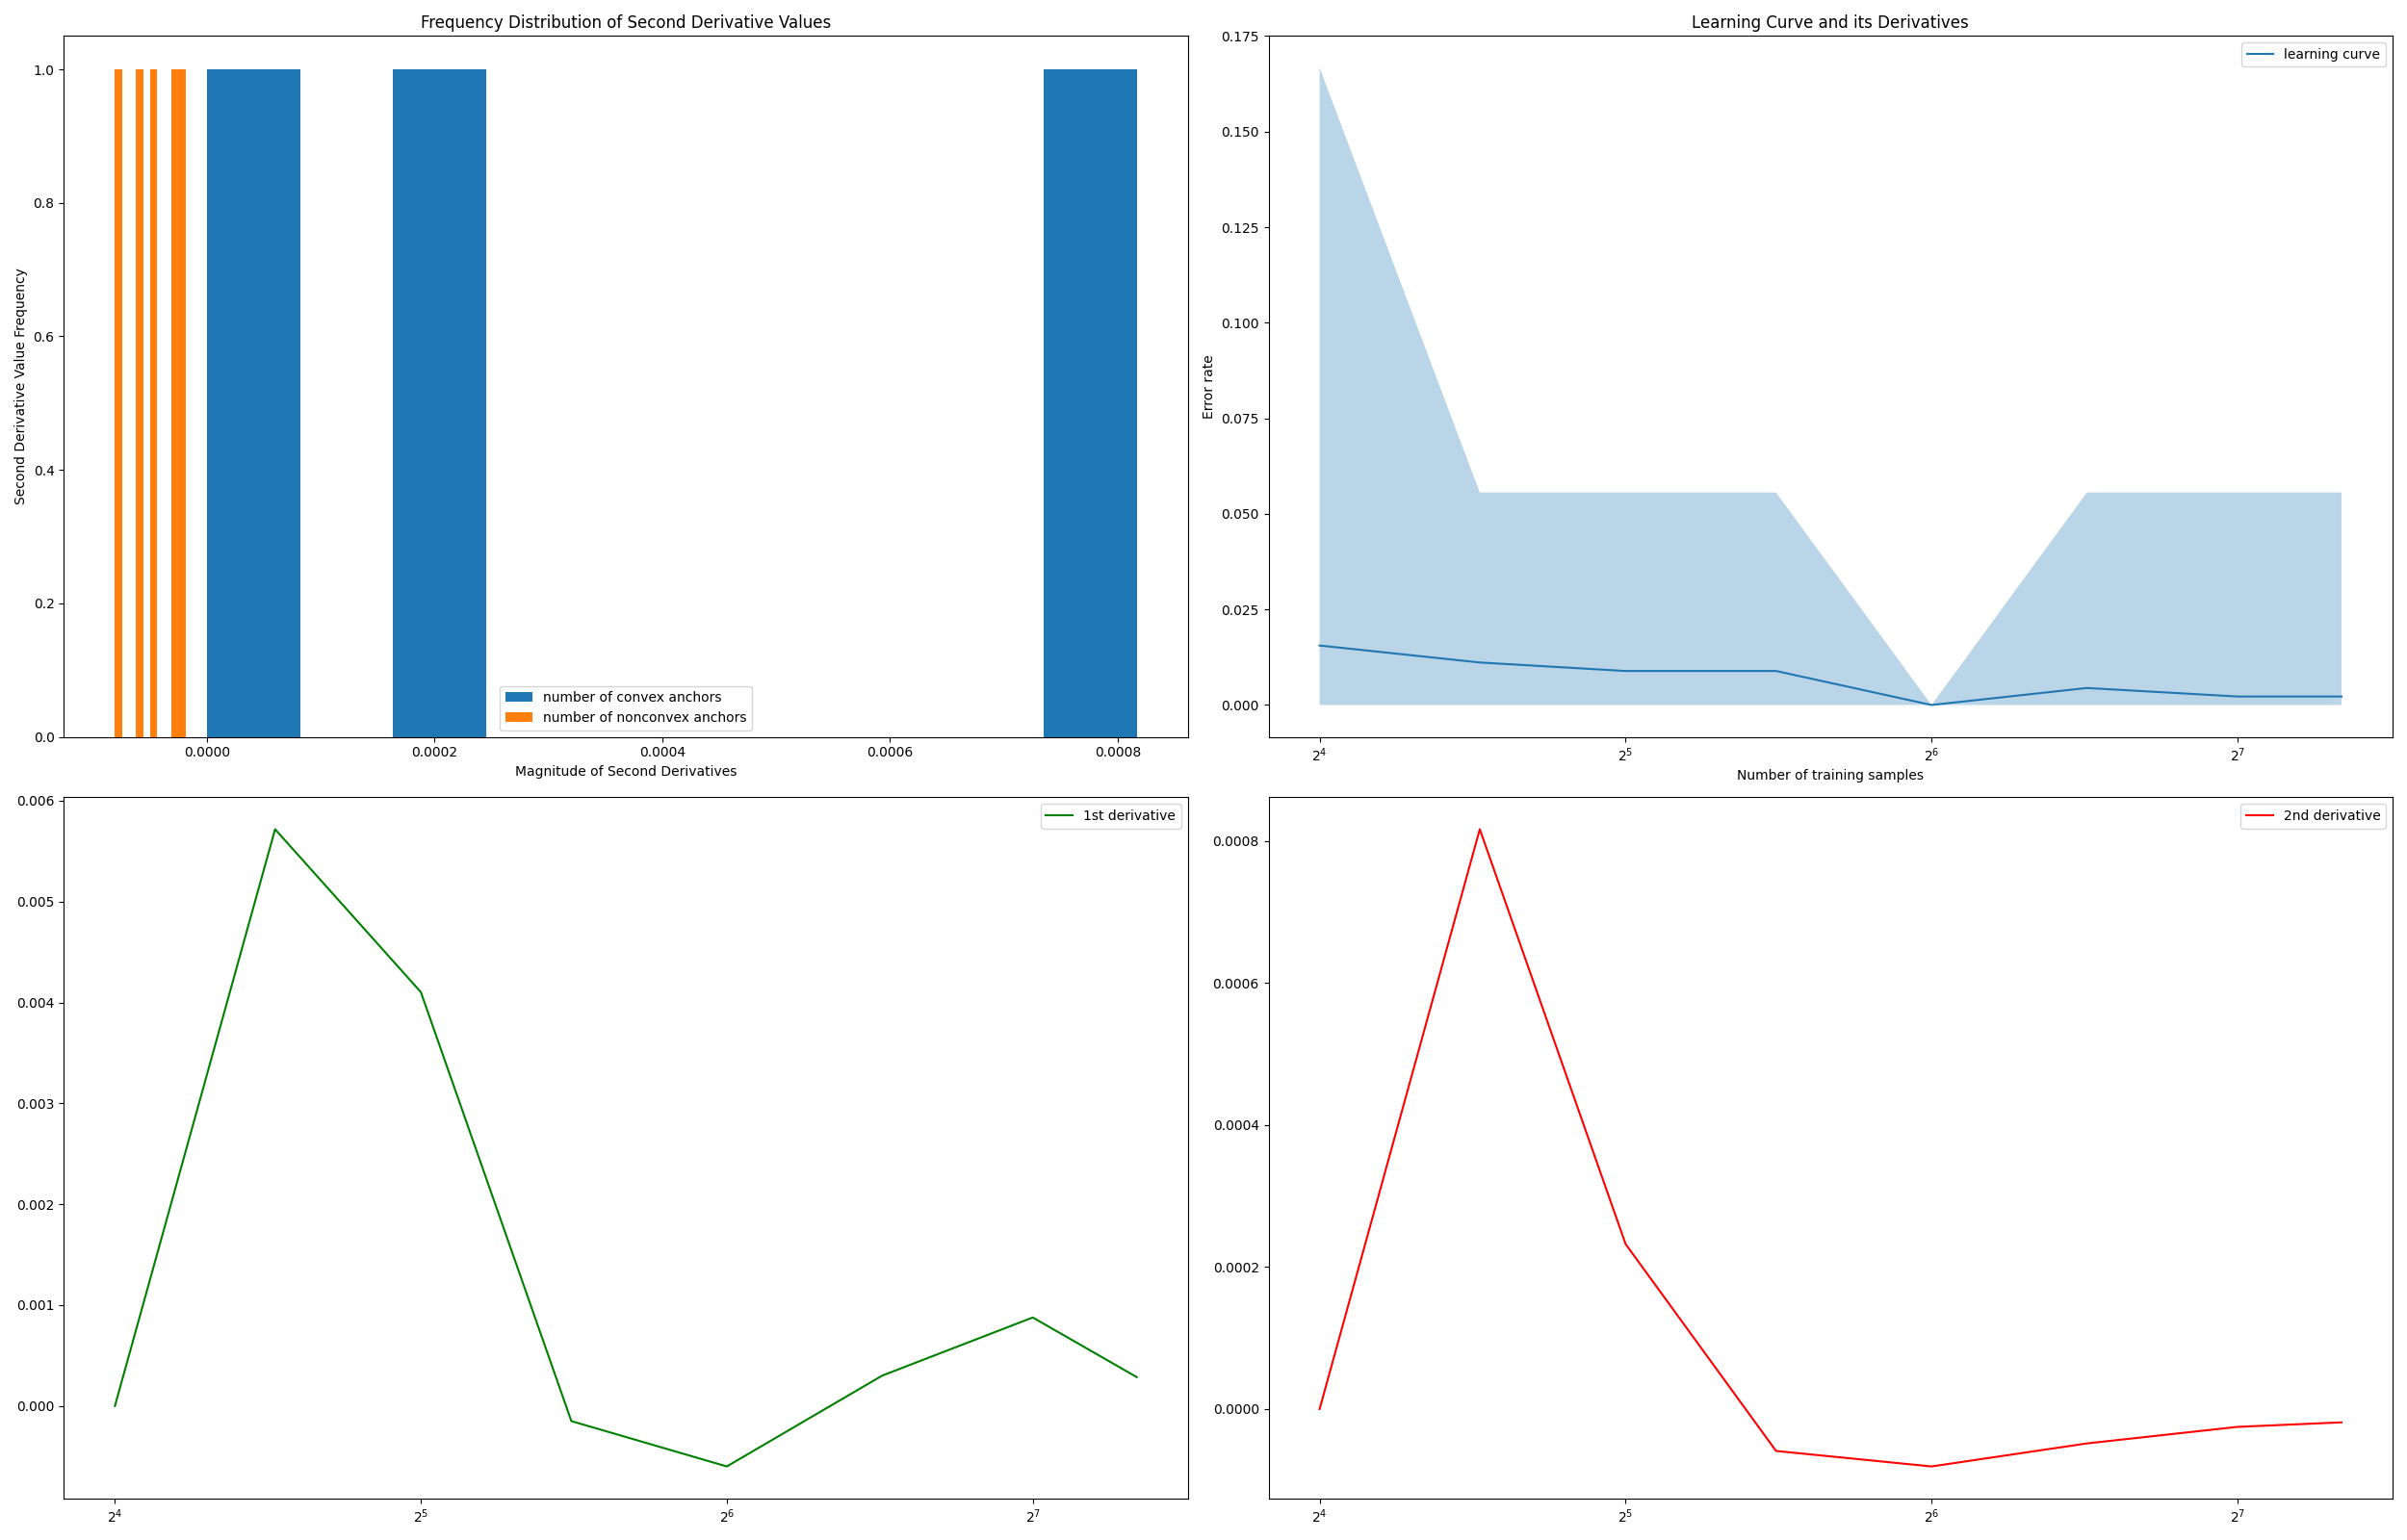 Frequency Distribution of Second Derivative Values
Second Derivative Value Frequency
1.0
0.8
0.6
0.4
0.2
0.0
number of convex anchors
number of nonconvex anchors
0.0000 0.0002 0.0004 0.0006 0.0008
Magnitude of Second Derivatives
Learning Curve and its Derivatives
learning curve
Error rate
0.175
0.150
0.125
0.100
0.075
0.050
0.025
0.000
2⁴ 2⁵ 2⁶ 2⁷
Number of training samples
1st derivative
0.006
0.005
0.004
0.003
0.002
0.001
0.000
2⁴ 2⁵ 2⁶ 2⁷
2nd derivative
0.0008
0.0006
0.0004
0.0002
0.0000
2⁴ 2⁵ 2⁶ 2⁷